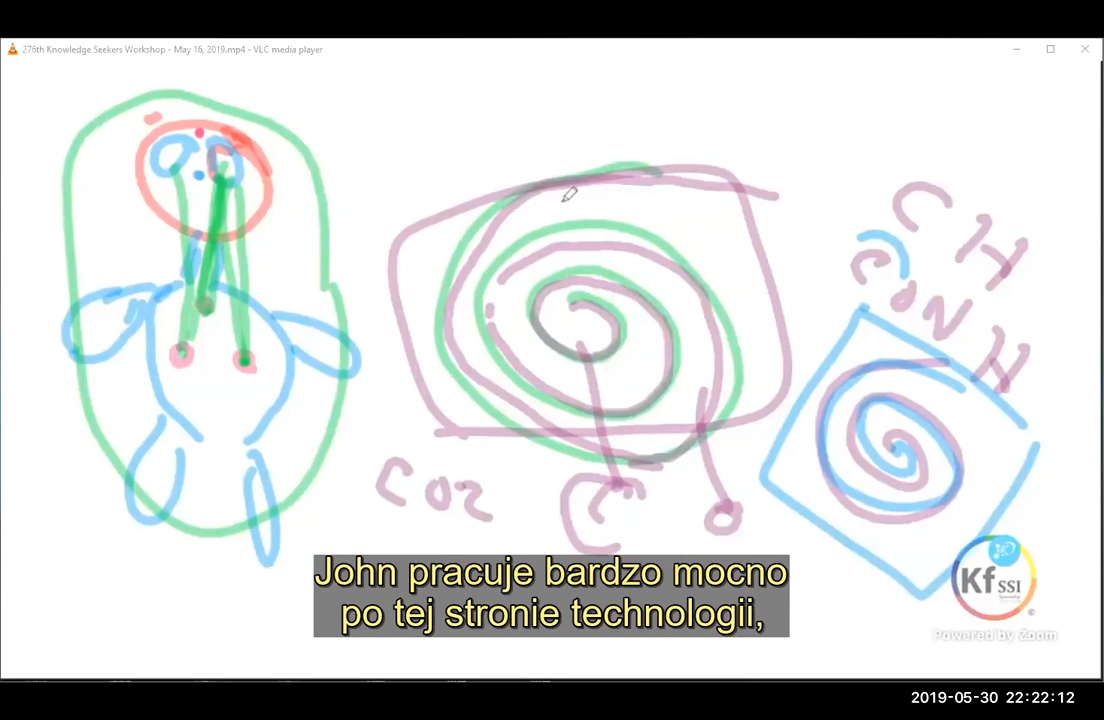 276th Knowledge Seekers Workshop - May 16, 2019.mp4 - VLC media player
CH
CONH
CO2
C
O
Kf SSI
Powered by Zoom
John pracuje bardzo mocno
po tej stronie technologii,
2019-05-30 22:22:12